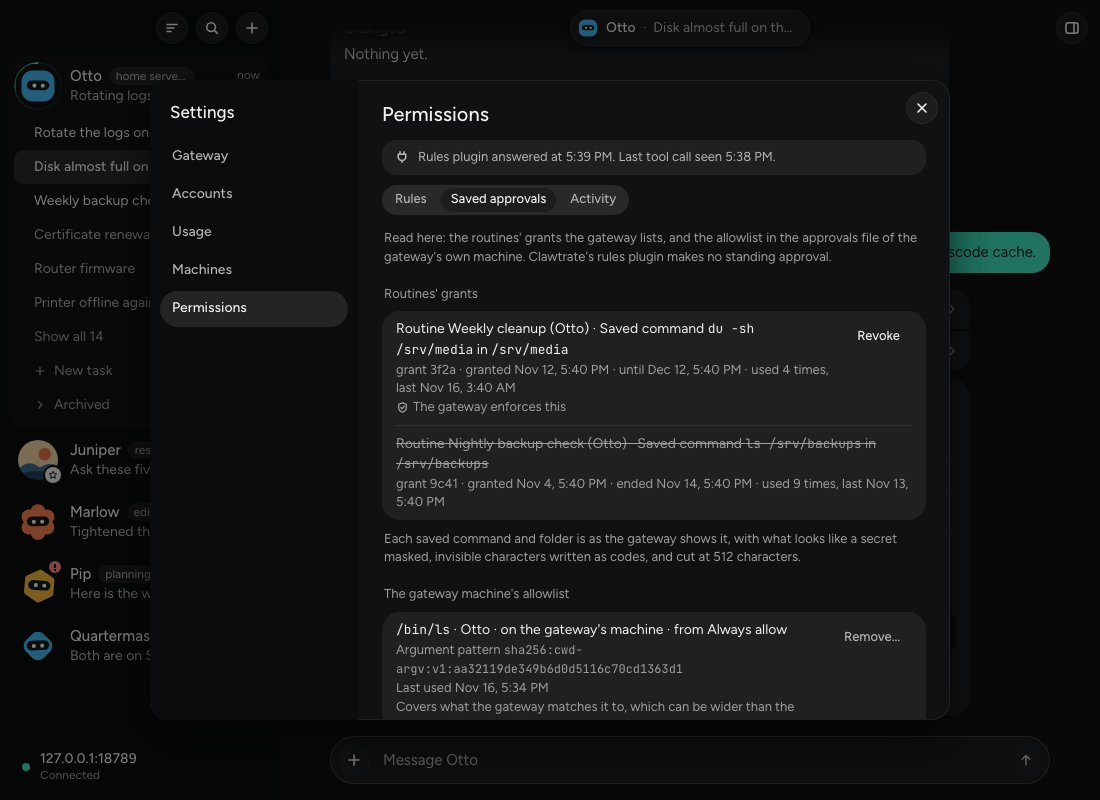 Otto · Disk almost full on th...
Nothing yet.
Otto home serve... now
Rotating logs
Rotate the logs on
Disk almost full on
Weekly backup che
Certificate renewa
Router firmware
Printer offline again
Show all 14
New task
Archived
Juniper res
Ask these fiv
Marlow edi
Tightened th
Pip planning
Here is the w
Quartermas
Both are on S
127.0.0.1:18789
Connected
Settings
Gateway
Accounts
Usage
Machines
Permissions
Permissions
Rules plugin answered at 5:39 PM. Last tool call seen 5:38 PM.
Rules Saved approvals Activity
Read here: the routines' grants the gateway lists, and the allowlist in the approvals file of the
gateway's own machine. Clawtrate's rules plugin makes no standing approval.
Routines' grants
Routine Weekly cleanup (Otto) · Saved command du -sh
/srv/media in /srv/media
Revoke
grant 3f2a · granted Nov 12, 5:40 PM · until Dec 12, 5:40 PM · used 4 times,
last Nov 16, 3:40 AM
The gateway enforces this
Routine Nightly backup check (Otto) · Saved command ls /srv/backups in
/srv/backups
grant 9c41 · granted Nov 4, 5:40 PM · ended Nov 14, 5:40 PM · used 9 times, last Nov 13,
5:40 PM
Each saved command and folder is as the gateway shows it, with what looks like a secret
masked, invisible characters written as codes, and cut at 512 characters.
The gateway machine's allowlist
/bin/ls · Otto · on the gateway's machine · from Always allow
Remove...
Argument pattern sha256:cwd-
argv:v1:aa32119de349b6d0d5116c70cd1363d1
Last used Nov 16, 5:34 PM
Covers what the gateway matches it to, which can be wider than the
scode cache.
Message Otto